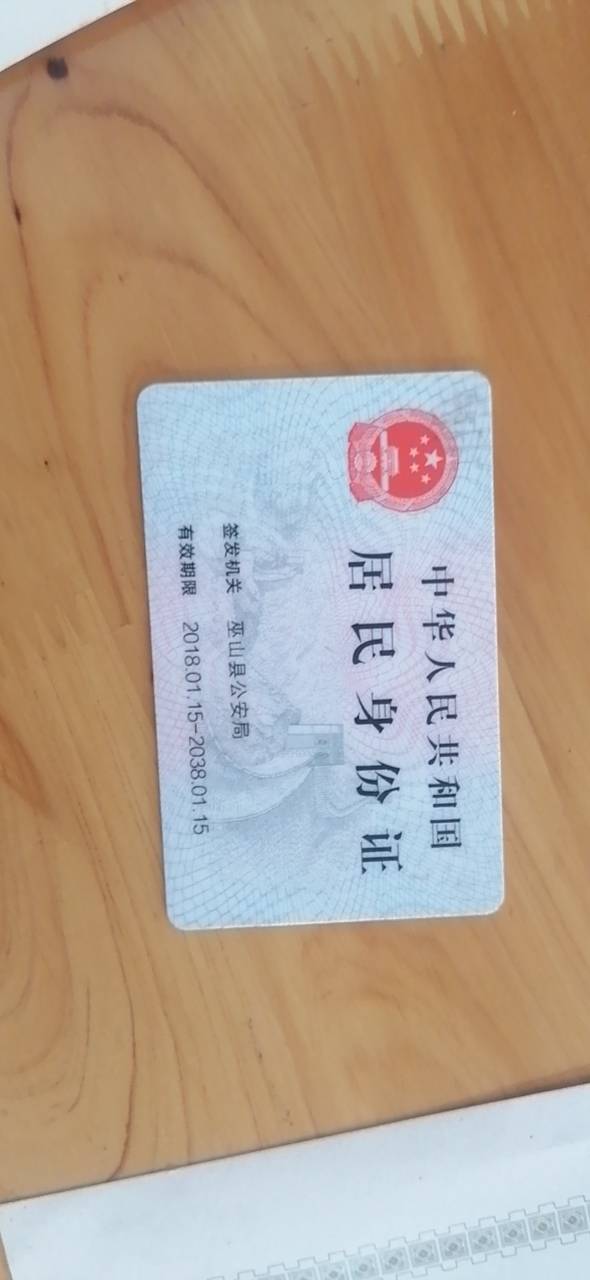 中华人民共和国
居民身份证
签发机关 巫山县公安局
有效期限 2018.01.15-2038.01.15